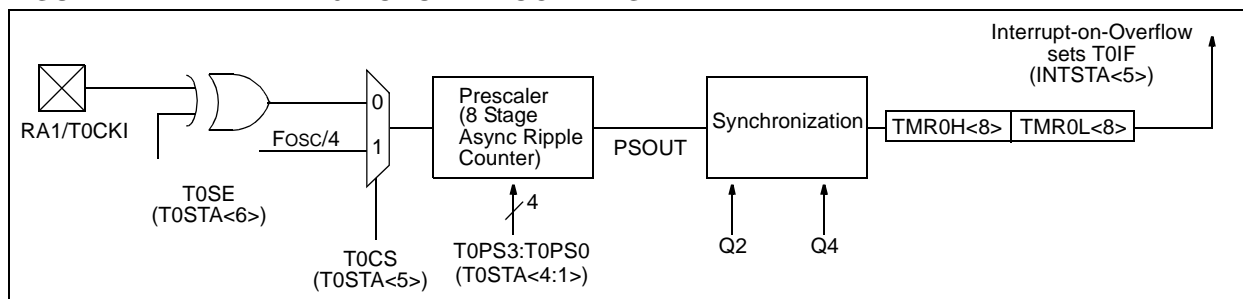 Interrupt-on-Overflow
sets T0IF
(INTSTA<5>)
RA1/T0CKI
0
1
FOSC/4
Prescaler
(8 Stage
Async Ripple
Counter)
PSOUT
Synchronization
TMR0H<8> TMR0L<8>
T0SE
(T0STA<6>)
4
T0CS
(T0STA<5>)
T0PS3:T0PS0
(T0STA<4:1>)
Q2
Q4